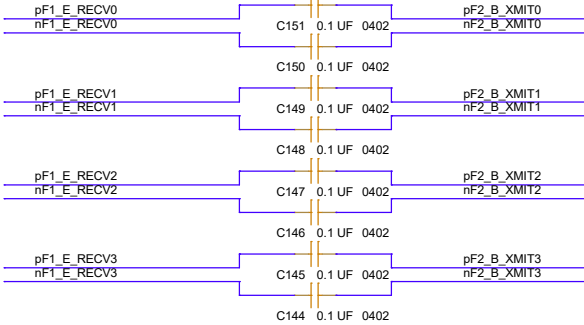 pF1_E_RECV0 pF2_B_XMIT0
nF1_E_RECV0 C151 0.1 UF 0402 nF2_B_XMIT0
C150 0.1 UF 0402
pF1_E_RECV1 pF2_B_XMIT1
nF1_E_RECV1 C149 0.1 UF 0402 nF2_B_XMIT1
C148 0.1 UF 0402
pF1_E_RECV2 pF2_B_XMIT2
nF1_E_RECV2 C147 0.1 UF 0402 nF2_B_XMIT2
C146 0.1 UF 0402
pF1_E_RECV3 pF2_B_XMIT3
nF1_E_RECV3 C145 0.1 UF 0402 nF2_B_XMIT3
C144 0.1 UF 0402